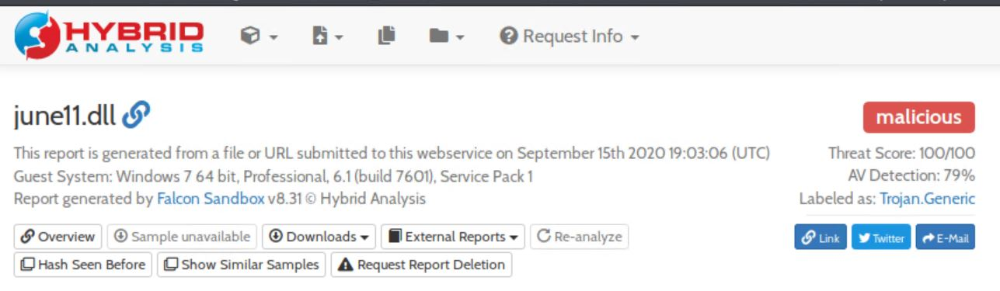 HYBRID
ANALYSIS
Request Info
june11.dll
malicious
This report is generated from a file or URL submitted to this webservice on September 15th 2020 19:03:06 (UTC)
Threat Score: 100/100
Guest System: Windows 7 64 bit, Professional, 6.1 (build 7601), Service Pack 1
AV Detection: 79%
Report generated by Falcon Sandbox v8.31 © Hybrid Analysis
Labeled as: Trojan.Generic
Overview Sample unavailable Downloads External Reports Re-analyze
Link Twitter E-Mail
Hash Seen Before Show Similar Samples Request Report Deletion